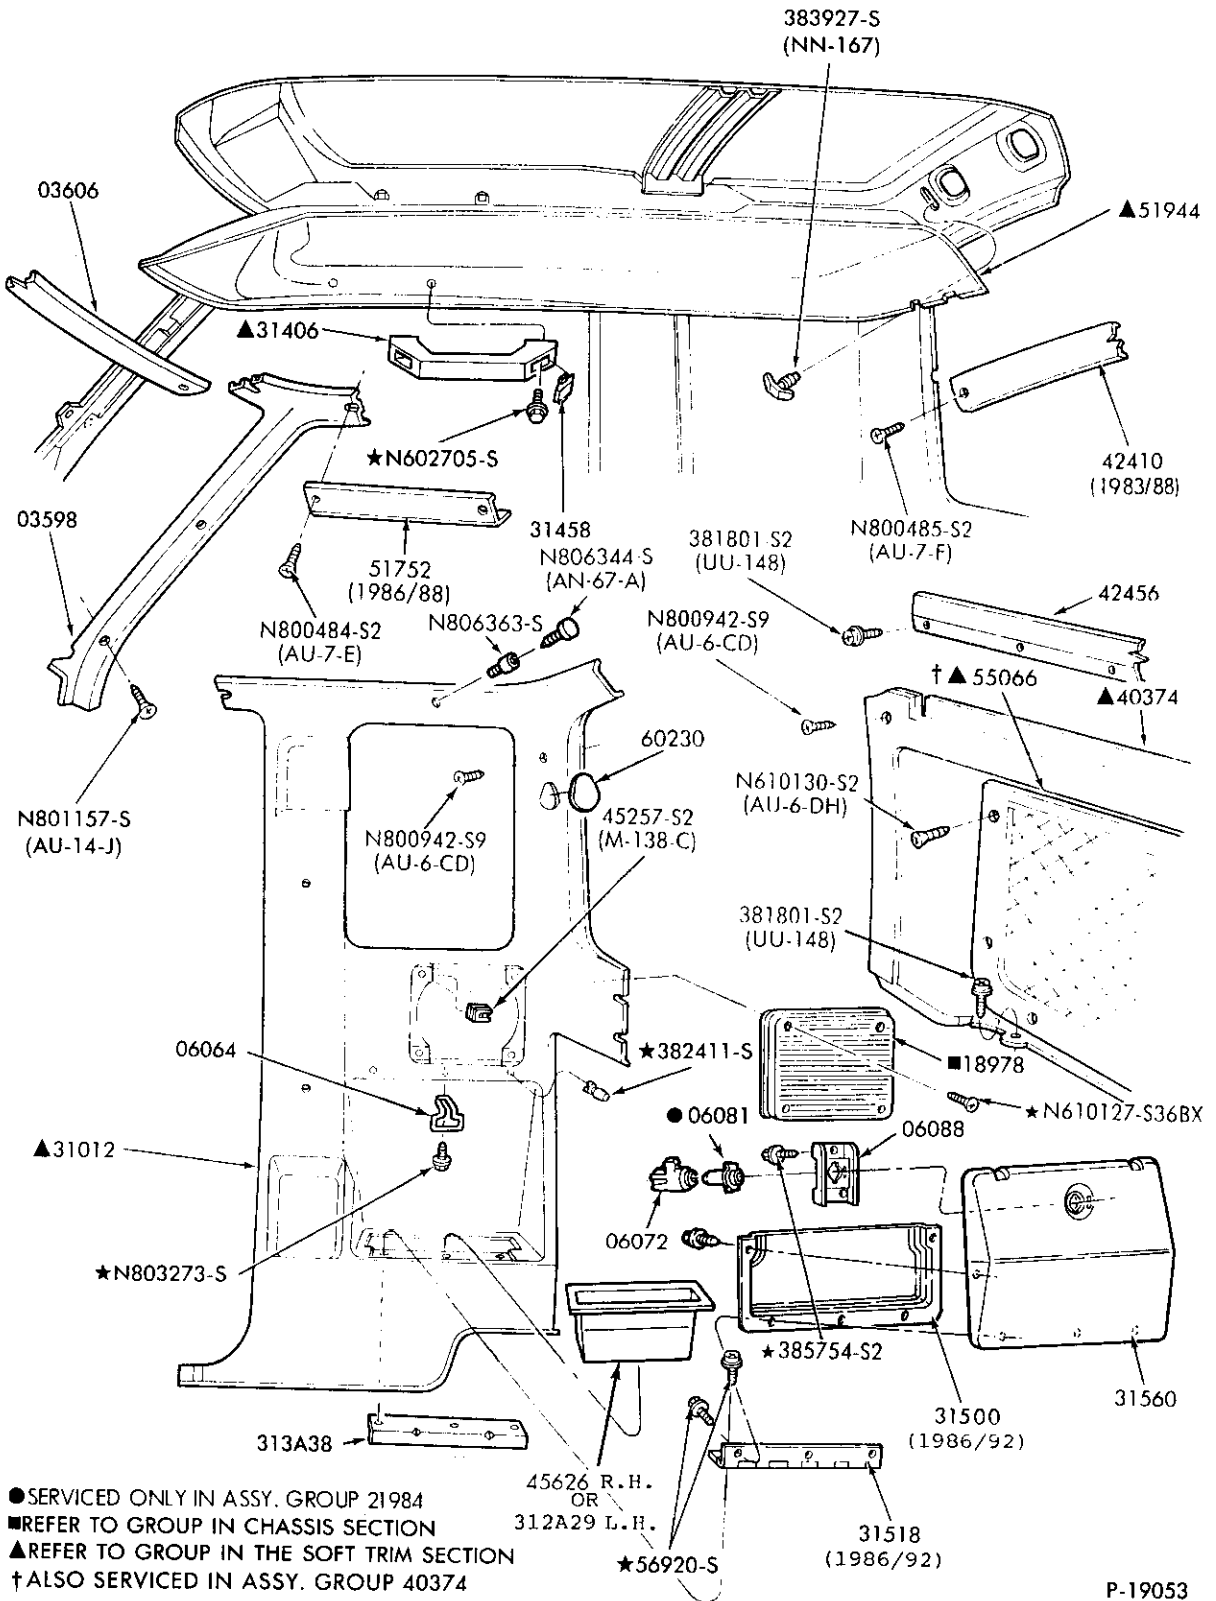 383927-S
(NN-167)
03606
▲51944
▲31406
★N602705-S
42410
(1983/88)
03598
31458
N800485-S2
(AU-7-F)
51752
(1986/88)
N806344-S
(AN-67-A)
381801-S2
(UU-148)
42456
N800484-S2
(AU-7-E)
N806363-S
N800942-S9
(AU-6-CD)
†▲55066
▲40374
60230
N801157-S
(AU-14-J)
N800942-S9
(AU-6-CD)
45257-S2
(M-138-C)
N610130-S2
(AU-6-DH)
381801-S2
(UU-148)
06064
★382411-S
■18978
★N610127-S36BX
●06081
06088
▲31012
06072
★N803273-S
★385754-S2
31560
31500
(1986/92)
313A38
45626 R.H.
OR
312A29 L.H.
31518
(1986/92)
★56920-S
●SERVICED ONLY IN ASSY. GROUP 21984
■REFER TO GROUP IN CHASSIS SECTION
▲REFER TO GROUP IN THE SOFT TRIM SECTION
†ALSO SERVICED IN ASSY. GROUP 40374
P-19053